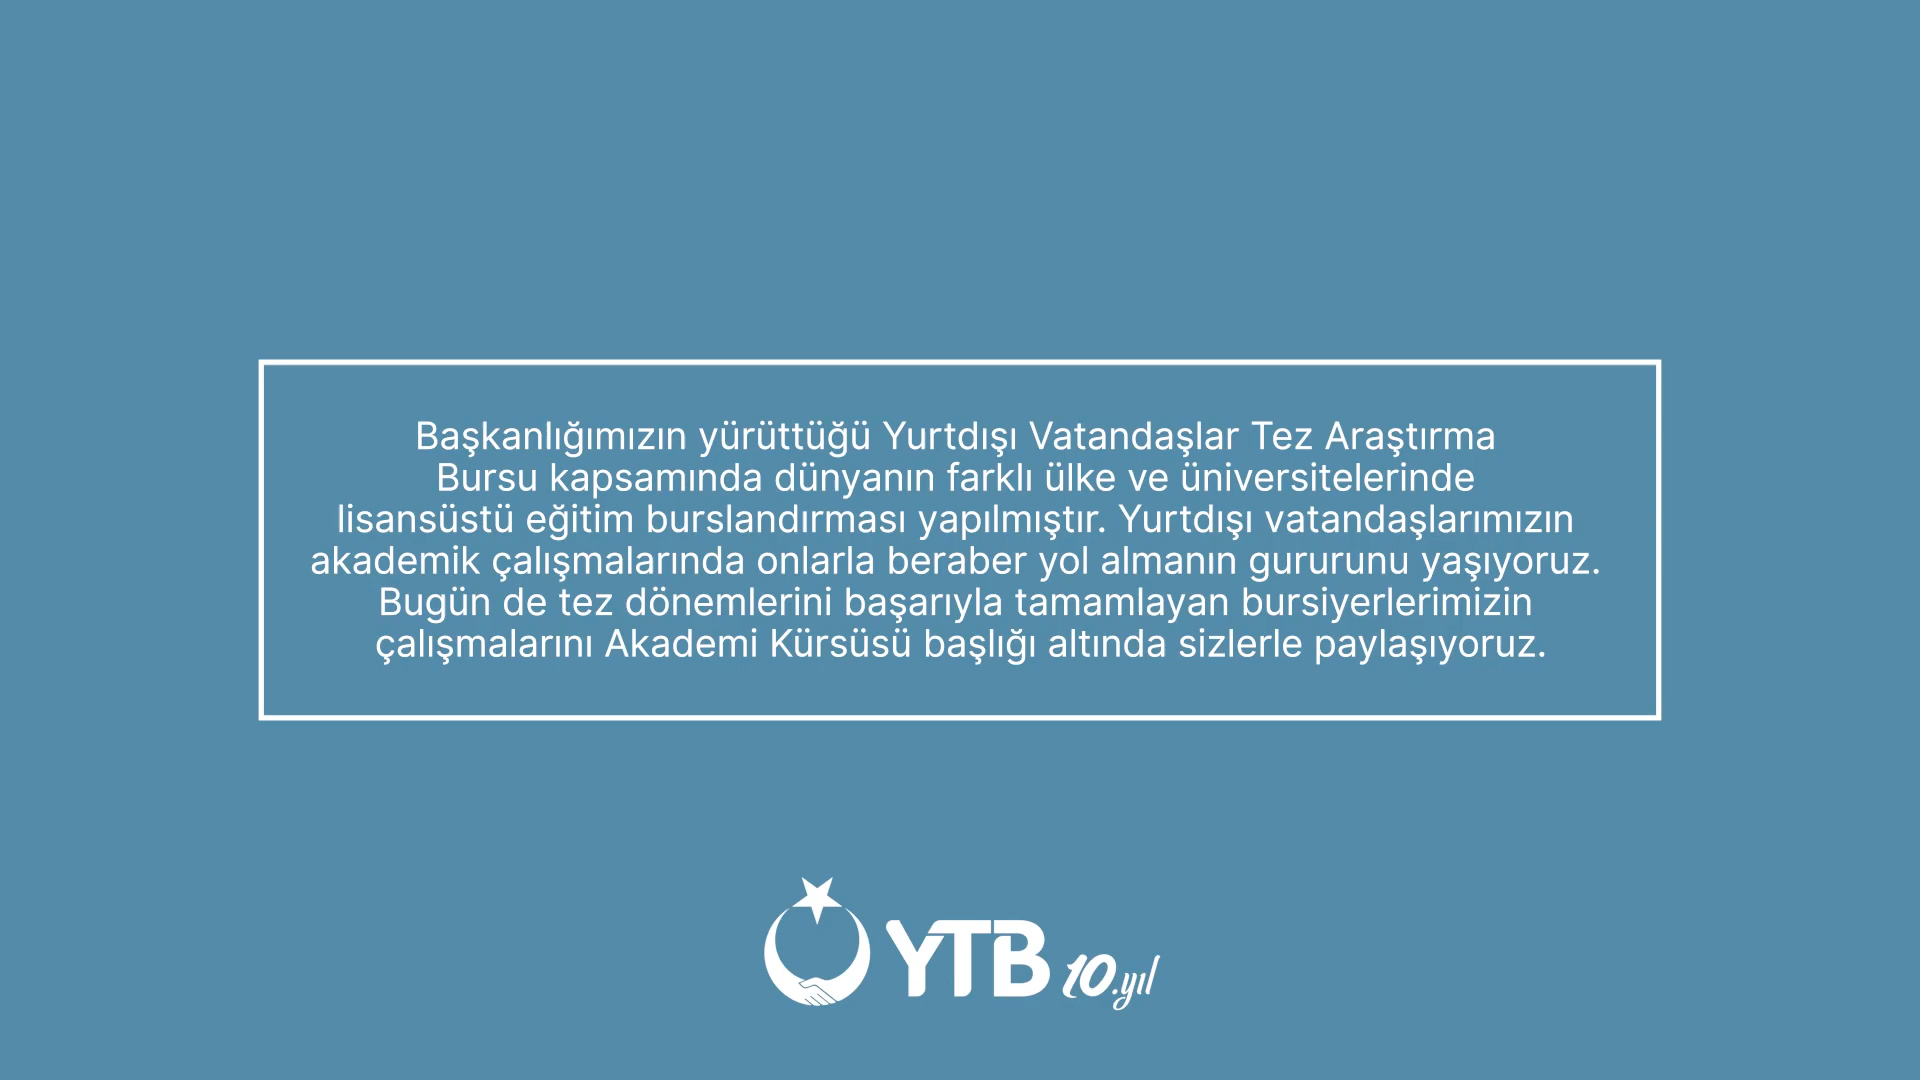 Başkanlığımızın yürüttüğü Yurtdışı Vatandaşlar Tez Araştırma
Bursu kapsamında dünyanın farklı ülke ve üniversitelerinde
lisansüstü eğitim burslandırması yapılmıştır. Yurtdışı vatandaşlarımızın
akademik çalışmalarında onlarla beraber yol almanın gururunu yaşıyoruz.
Bugün de tez dönemlerini başarıyla tamamlayan bursiyerlerimizin
çalışmalarını Akademi Kürsüsü başlığı altında sizlerle paylaşıyoruz.
YTB 10.yıl